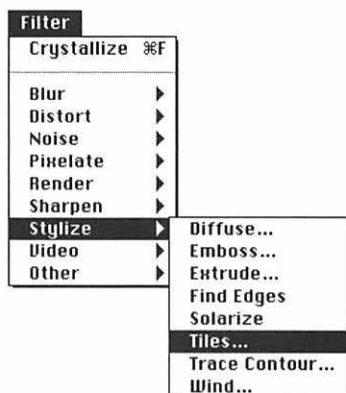 Filter
Crystallize ⌘F
Blur
Distort
Noise
Pixelate
Render
Sharpen
Stylize
Video
Other
Diffuse...
Emboss...
Extrude...
Find Edges
Solarize
Tiles...
Trace Contour...
Wind...